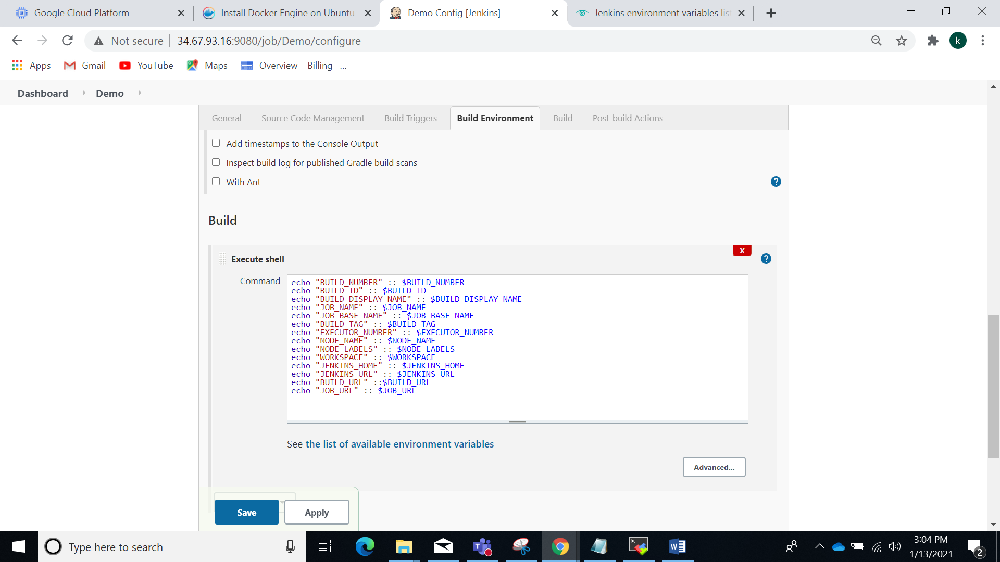 Google Cloud Platform
Install Docker Engine on Ubuntu
Demo Config [Jenkins]
Jenkins environment variables lis
Not secure
34.67.93.16:9080/job/Demo/configure
k
Apps
Gmail
YouTube
Maps
Overview – Billing –...
Dashboard
Demo
General
Source Code Management
Build Triggers
Build Environment
Build
Post-build Actions
Add timestamps to the Console Output
Inspect build log for published Gradle build scans
With Ant
?
Build
X
Execute shell
?
Command
echo "BUILD_NUMBER" :: $BUILD_NUMBER
echo "BUILD_ID" :: $BUILD_ID
echo "BUILD_DISPLAY_NAME" :: $BUILD_DISPLAY_NAME
echo "JOB_NAME" :: $JOB_NAME
echo "JOB_BASE_NAME" :: $JOB_BASE_NAME
echo "BUILD_TAG" :: $BUILD_TAG
echo "EXECUTOR_NUMBER" :: $EXECUTOR_NUMBER
echo "NODE_NAME" :: $NODE_NAME
echo "NODE_LABELS" :: $NODE_LABELS
echo "WORKSPACE" :: $WORKSPACE
echo "JENKINS_HOME" :: $JENKINS_HOME
echo "JENKINS_URL" :: $JENKINS_URL
echo "BUILD_URL" ::$BUILD_URL
echo "JOB_URL" :: $JOB_URL
See the list of available environment variables
Advanced...
Save
Apply
Type here to search
3:04 PM
1/13/2021
2